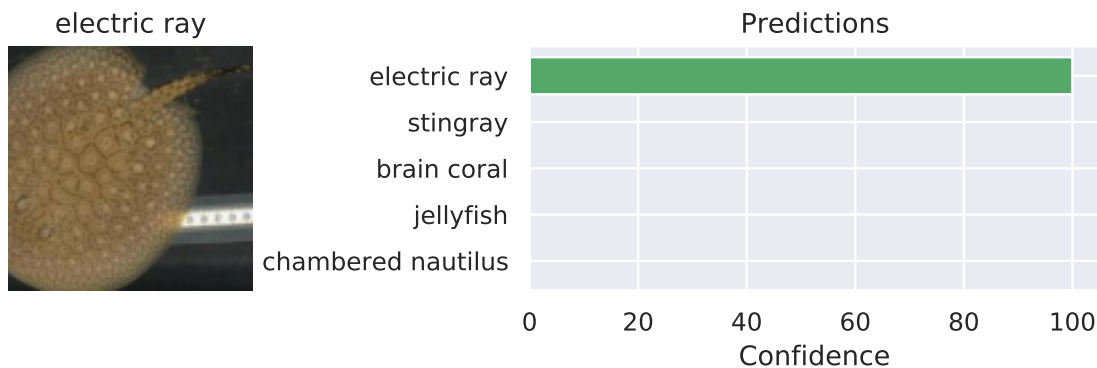 electric ray
Predictions
electric ray
stingray
brain coral
jellyfish
chambered nautilus
0 20 40 60 80 100
Confidence